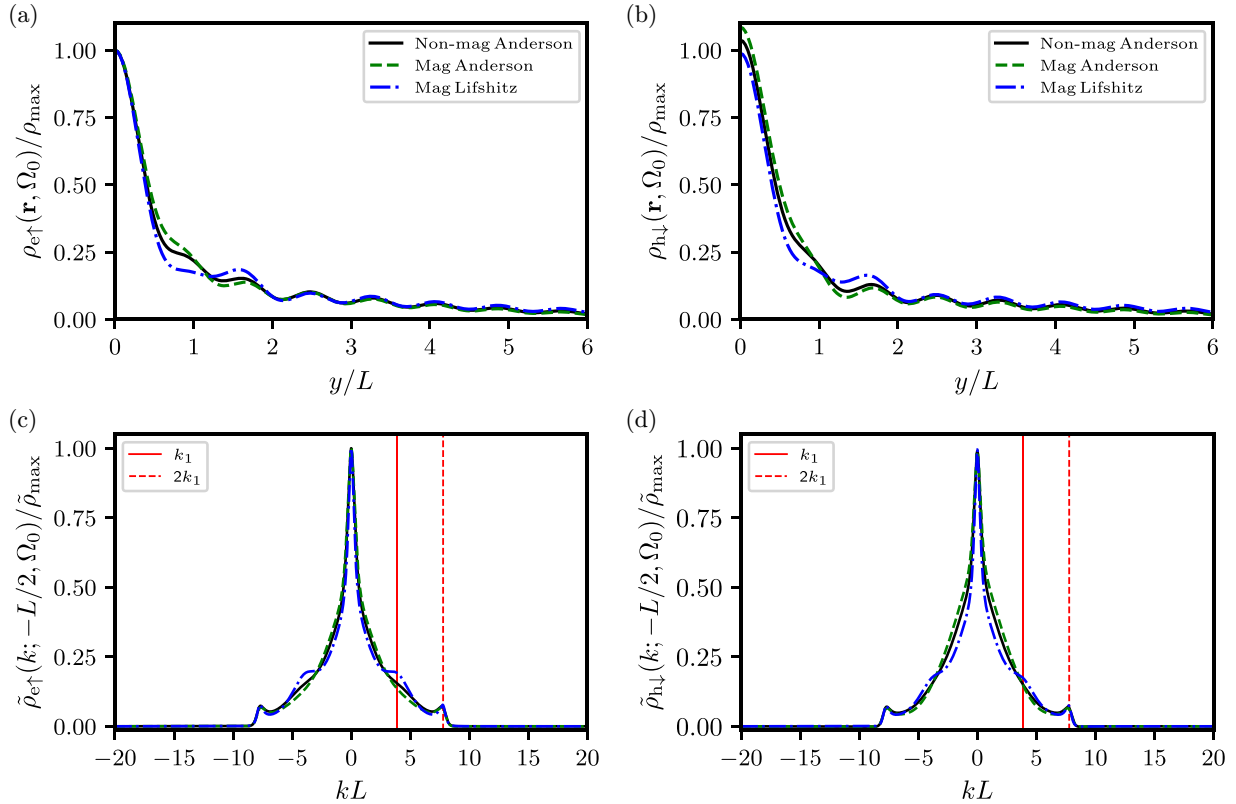 (a)
ρe↑(r, Ω0)/ρmax
1.00
0.75
0.50
0.25
0.00
Non-mag Anderson
Mag Anderson
Mag Lifshitz
0 1 2 3 4 5 6
y/L
(b)
ρh↓(r, Ω0)/ρmax
1.00
0.75
0.50
0.25
0.00
Non-mag Anderson
Mag Anderson
Mag Lifshitz
0 1 2 3 4 5 6
y/L
(c)
ρ̃e↑(k; −L/2, Ω0)/ρ̃max
1.00
0.75
0.50
0.25
0.00
k1
2k1
−20 −15 −10 −5 0 5 10 15 20
kL
(d)
ρ̃h↓(k; −L/2, Ω0)/ρ̃max
1.00
0.75
0.50
0.25
0.00
k1
2k1
−20 −15 −10 −5 0 5 10 15 20
kL